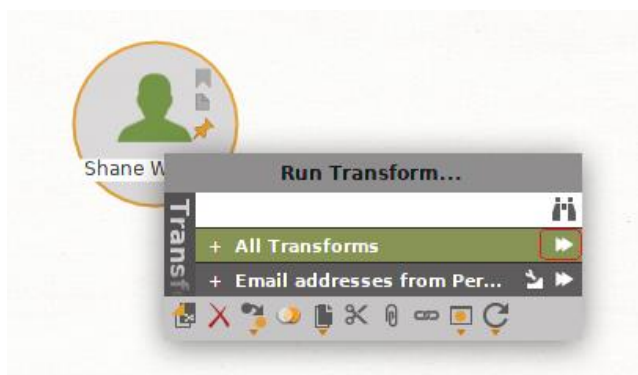 Shane W
Run Transform...
Transf
+ All Transforms
+ Email addresses from Per...